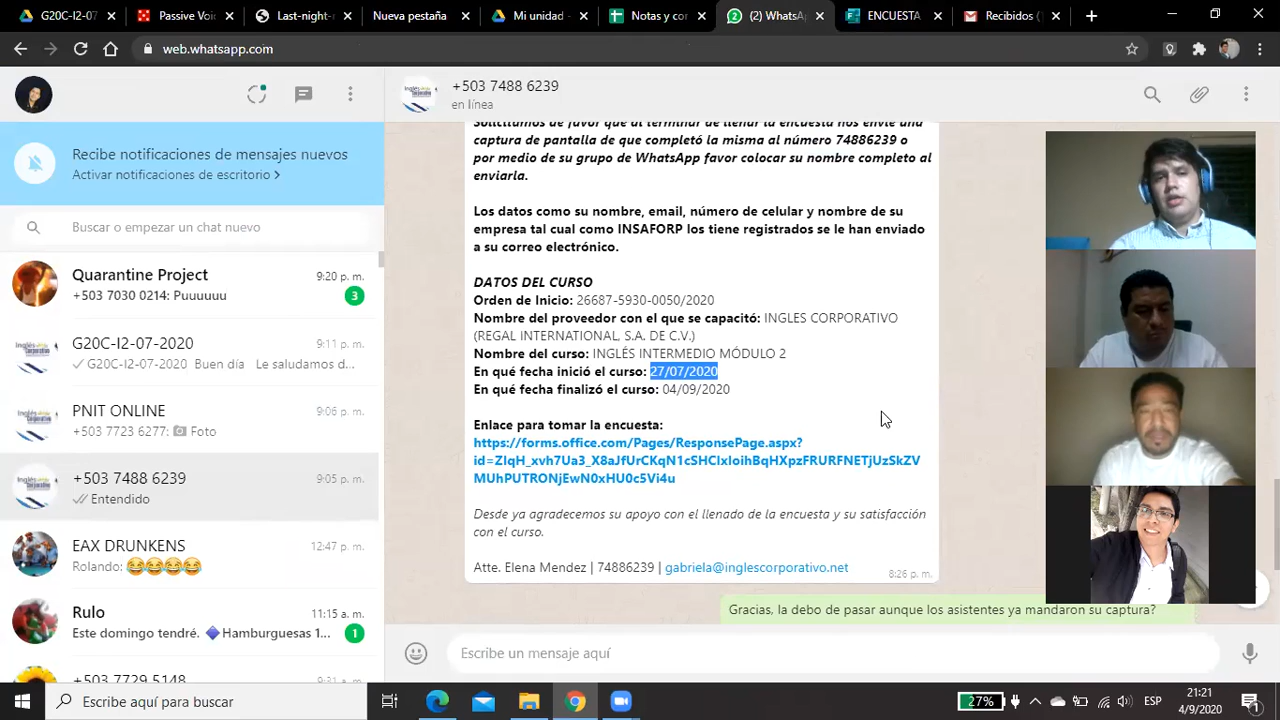 G20C-I2-07
Passive Voi
Last-night-r
Nueva pestaña
Mi unidad -
Notas y cor
(2) WhatsA
ENCUESTA
Recibidos (
web.whatsapp.com
+503 7488 6239
en línea
Recibe notificaciones de mensajes nuevos
Activar notificaciones de escritorio >
Buscar o empezar un chat nuevo
Quarantine Project 9:20 p. m.
+503 7030 0214: Puuuuuu 3
G20C-I2-07-2020 9:11 p. m.
G20C-I2-07-2020 Buen día Le saludamos d...
PNIT ONLINE 9:06 p. m.
+503 7723 6277: Foto
+503 7488 6239 9:05 p. m.
Entendido
EAX DRUNKENS 12:47 p. m.
Rolando: 😂😂😂😂
Rulo 11:15 a. m.
Este domingo tendré. 🔷Hamburguesas 1... 1
+503 7729 5148 9:31 a. m.
Solicitamos de favor que al terminar de llenar la encuesta nos envíe una
captura de pantalla de que completó la misma al número 74886239 o
por medio de su grupo de WhatsApp favor colocar su nombre completo al
enviarla.
Los datos como su nombre, email, número de celular y nombre de su
empresa tal cual como INSAFORP los tiene registrados se le han enviado
a su correo electrónico.
DATOS DEL CURSO
Orden de Inicio: 26687-5930-0050/2020
Nombre del proveedor con el que se capacitó: INGLES CORPORATIVO
(REGAL INTERNATIONAL, S.A. DE C.V.)
Nombre del curso: INGLÉS INTERMEDIO MÓDULO 2
En qué fecha inició el curso: 27/07/2020
En qué fecha finalizó el curso: 04/09/2020
Enlace para tomar la encuesta:
https://forms.office.com/Pages/ResponsePage.aspx?
id=ZIqH_xvh7Ua3_X8aJfUrCKqN1cSHClxIoihBqHXpzFRURFNETjUzSkZV
MUhPUTRONjEwN0xHU0c5Vi4u
Desde ya agradecemos su apoyo con el llenado de la encuesta y su satisfacción
con el curso.
Atte. Elena Mendez | 74886239 | gabriela@inglescorporativo.net
8:26 p. m.
Gracias, la debo de pasar aunque los asistentes ya mandaron su captura?
Escribe un mensaje aquí
Escribe aquí para buscar
27%
ESP
21:21
4/9/2020
1